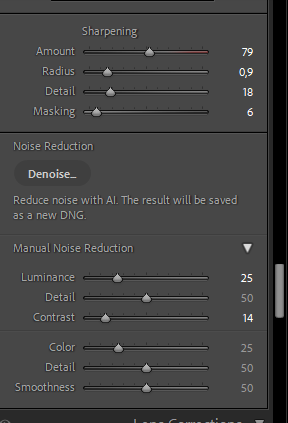 Sharpening
Amount 79
Radius 0,9
Detail 18
Masking 6
Noise Reduction
Denoise...
Reduce noise with AI. The result will be saved
as a new DNG.
Manual Noise Reduction
Luminance 25
Detail 50
Contrast 14
Color 25
Detail 50
Smoothness 50
Lens Corrections